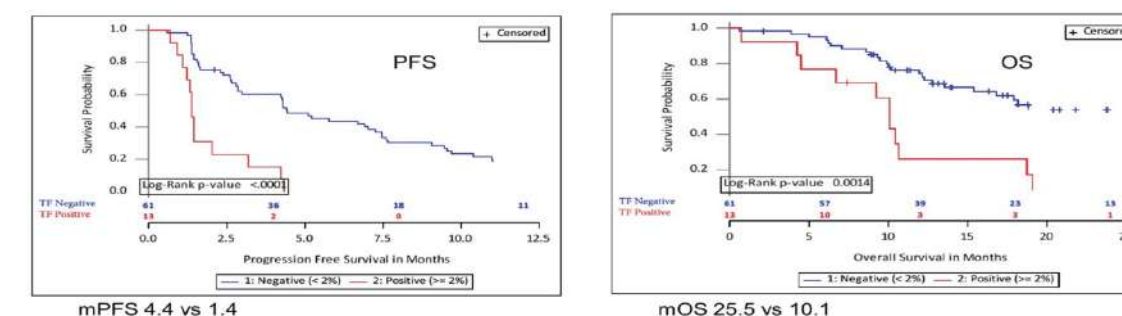 1.0
0.8
0.6
0.4
0.2
0.0
Survival Probability
+ Censored
PFS
Log-Rank p-value <.0001
TF Negative 61 36 18 11
TF Positive 13 2 0
0.0 2.5 5.0 7.5 10.0 12.5
Progression Free Survival in Months
1: Negative (< 2%) 2: Positive (>= 2%)
mPFS 4.4 vs 1.4
1.0
0.8
0.6
0.4
0.2
Survival Probability
+ Censore
OS
Log-Rank p-value 0.0014
TF Negative 61 57 39 23 15
TF Positive 13 10 3 3 1
0 5 10 15 20
Overall Survival in Months
1: Negative (< 2%) 2: Positive (>= 2%)
mOS 25.5 vs 10.1